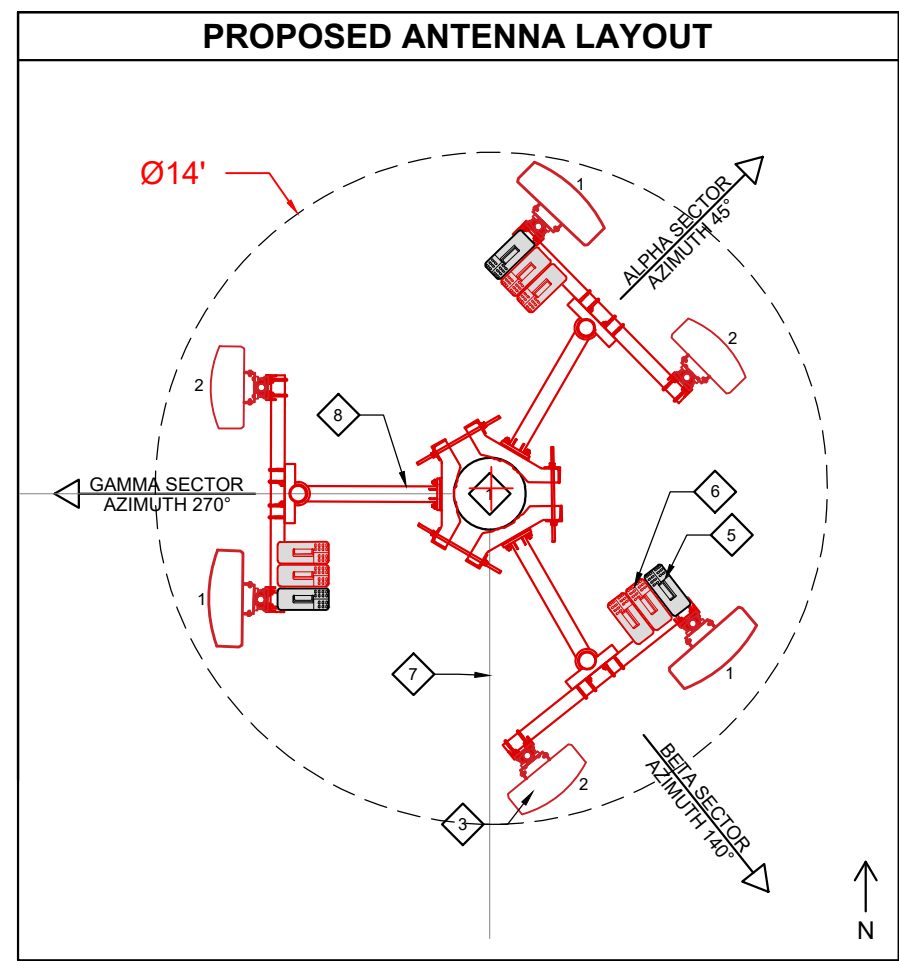 PROPOSED ANTENNA LAYOUT
Ø14'
1
ALPHA SECTOR
AZIMUTH 45°
2
2
8
GAMMA SECTOR
AZIMUTH 270°
1
6
5
1
7
1
BETA SECTOR
AZIMUTH 140°
2
3
N